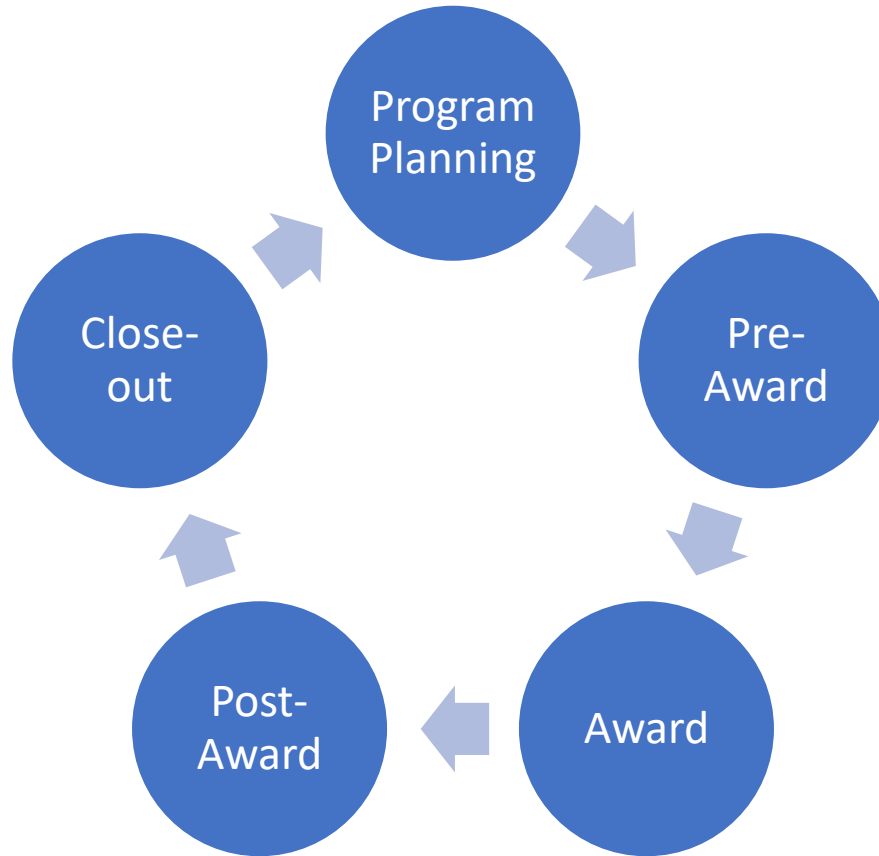 Program
Planning
Pre-
Award
Award
Post-
Award
Close-
out